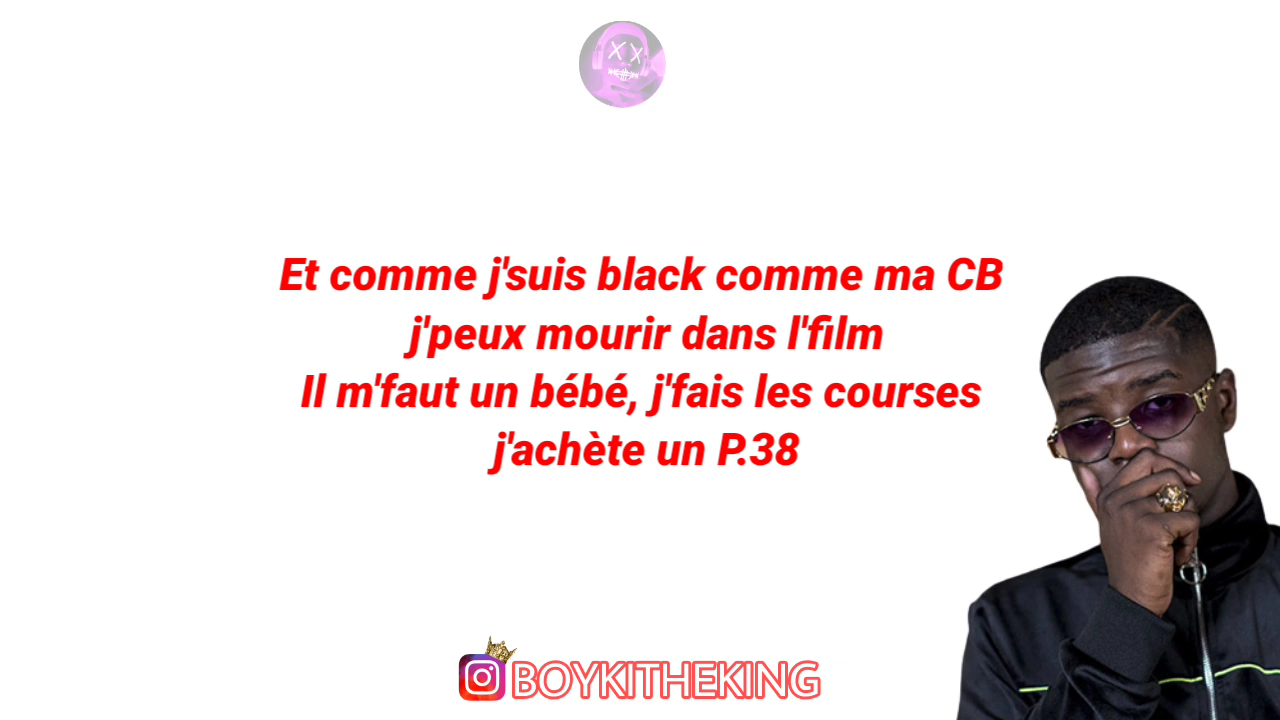 Et comme j'suis black comme ma CB
j'peux mourir dans l'film
Il m'faut un bébé, j'fais les courses
j'achète un P.38
BOYKITHEKING